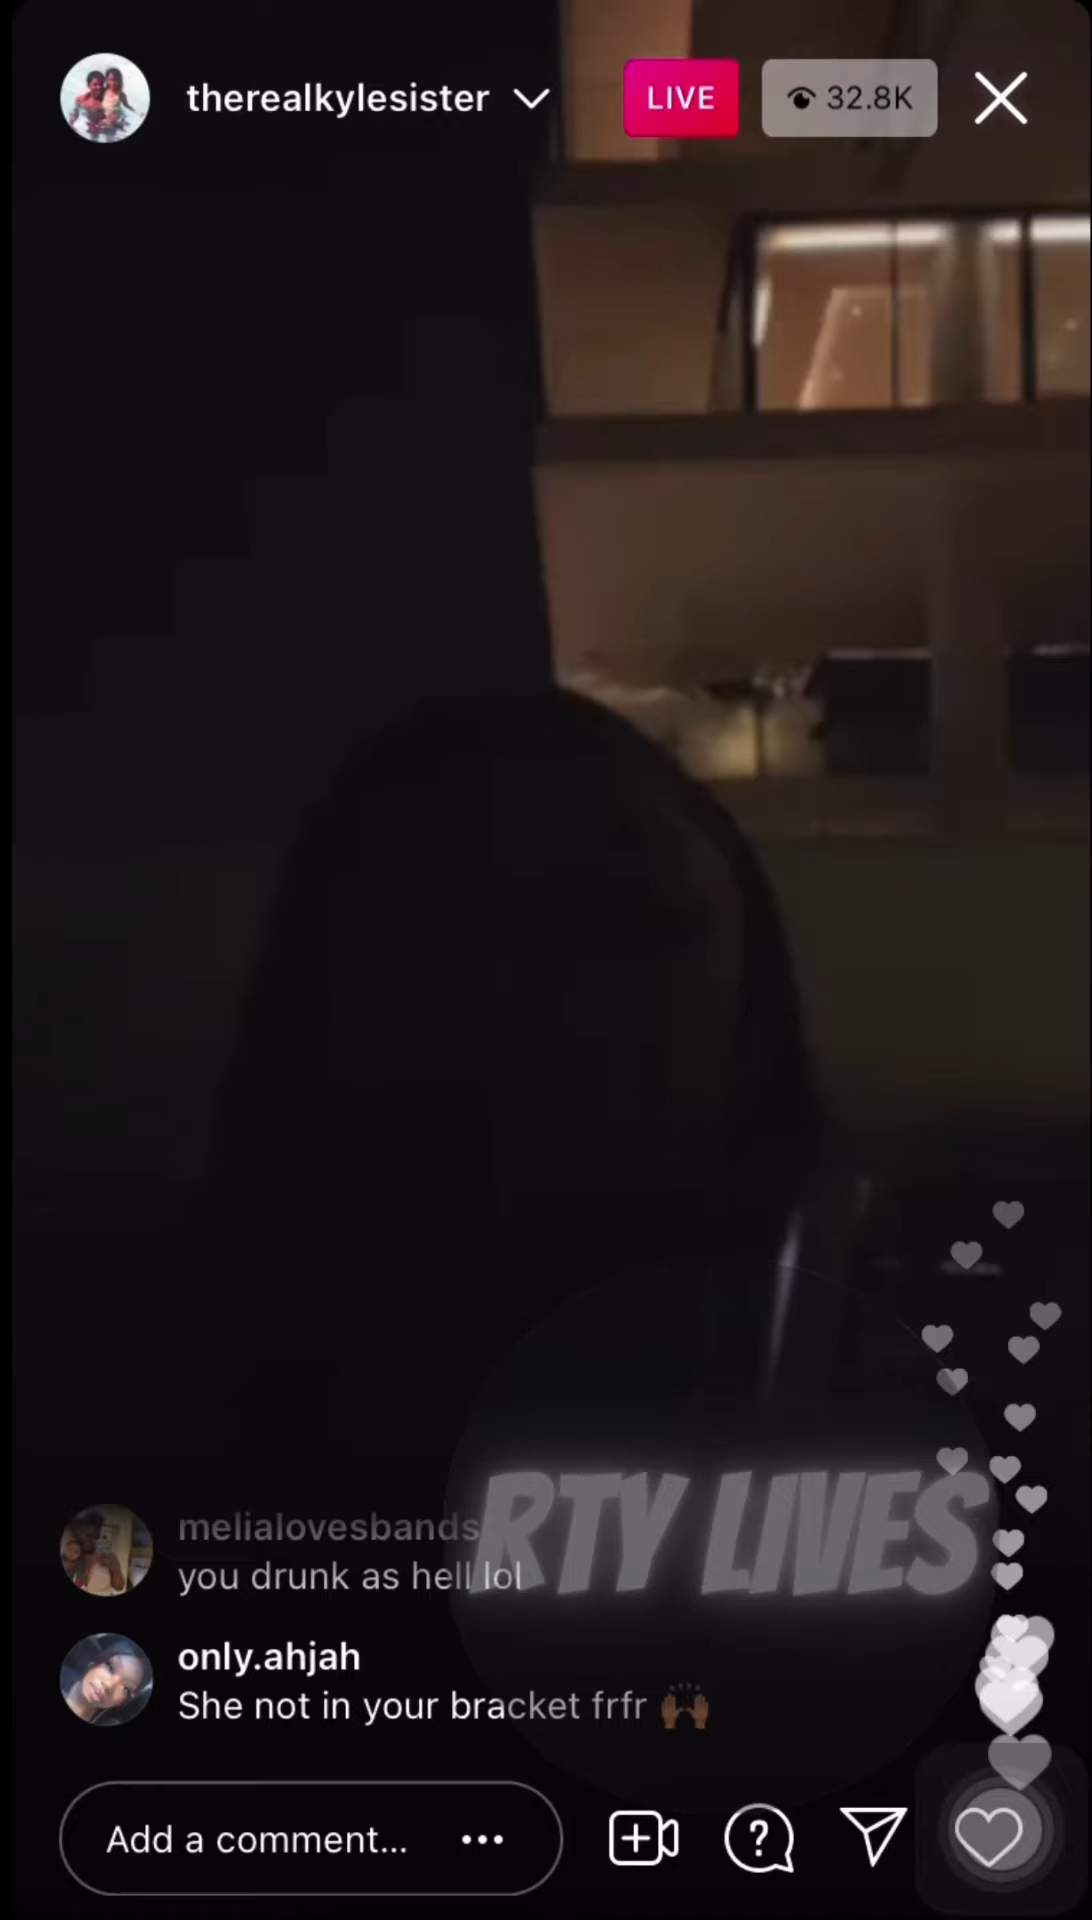 therealkylesister
LIVE
32.8K
RTY LIVES
melialovesbands
you drunk as hell lol
only.ahjah
She not in your bracket frfr 🙌🏾
Add a comment...